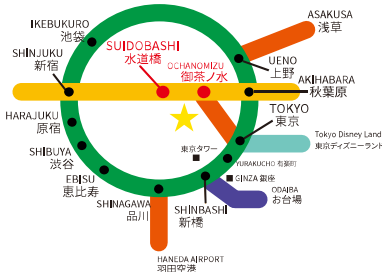 IKEBUKURO
池袋
ASAKUSA
浅草
SHINJUKU
新宿
SUIDOBASHI
水道橋
OCHANOMIZU
御茶ノ水
UENO
上野
AKIHABARA
秋葉原
HARAJUKU
原宿
TOKYO
東京
Tokyo Disney Land
東京ディズニーランド
SHIBUYA
渋谷
東京タワー
YURAKUCHO 有楽町
GINZA 銀座
EBISU
恵比寿
ODAIBA
お台場
SHINAGAWA
品川
SHINBASHI
新橋
HANEDA AIRPORT
羽田空港